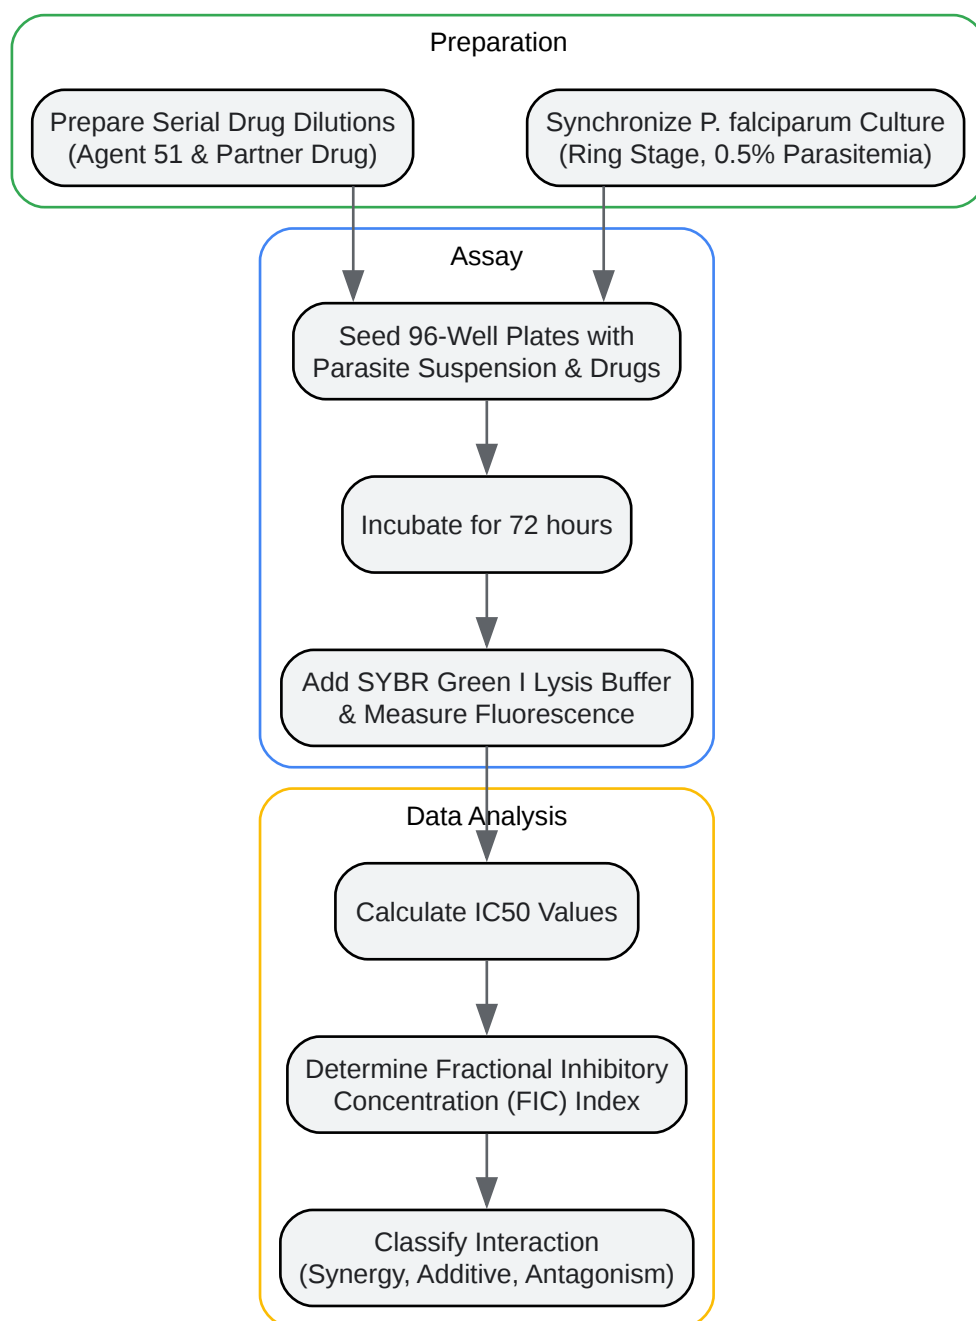 Preparation
Prepare Serial Drug Dilutions
(Agent 51 & Partner Drug)
Synchronize P. falciparum Culture
(Ring Stage, 0.5% Parasitemia)
Assay
Seed 96-Well Plates with
Parasite Suspension & Drugs
Incubate for 72 hours
Add SYBR Green I Lysis Buffer
& Measure Fluorescence
Data Analysis
Calculate IC50 Values
Determine Fractional Inhibitory
Concentration (FIC) Index
Classify Interaction
(Synergy, Additive, Antagonism)